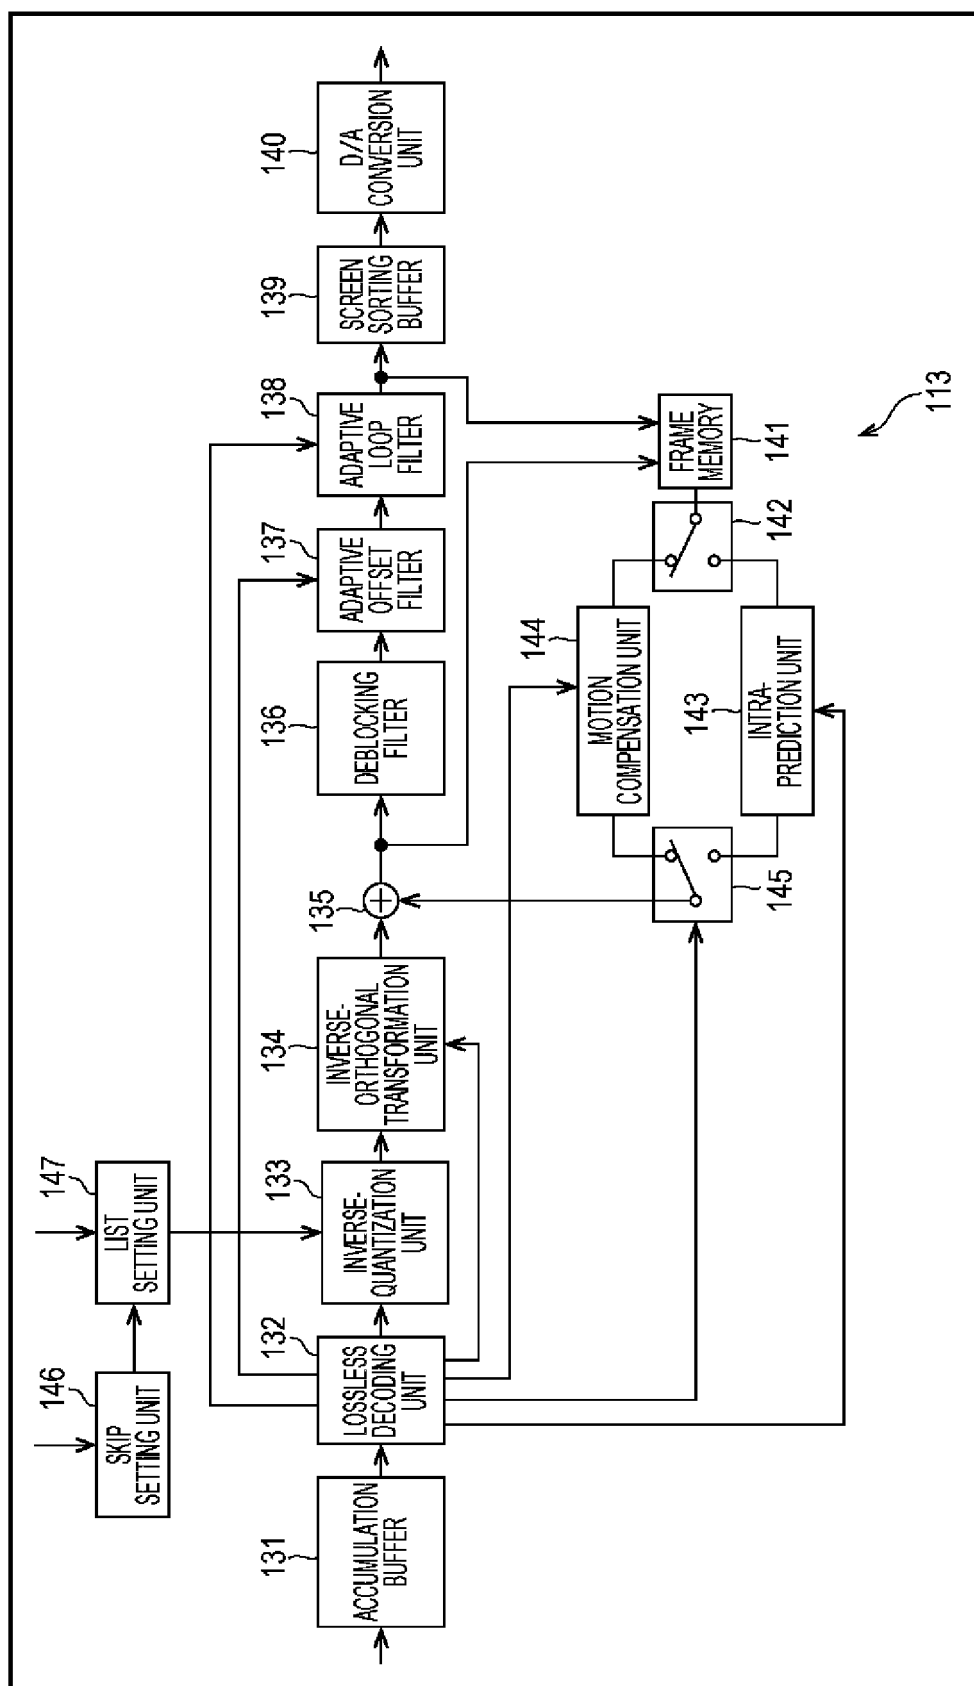 146
SKIP
SETTING UNIT
147
LIST
SETTING UNIT
131
ACCUMULATION
BUFFER
132
LOSSLESS
DECODING
UNIT
133
INVERSE-
QUANTIZATION
UNIT
134
INVERSE-
ORTHOGONAL
TRANSFORMATION
UNIT
135
136
DEBLOCKING
FILTER
137
ADAPTIVE
OFFSET
FILTER
138
ADAPTIVE
LOOP
FILTER
139
SCREEN
SORTING
BUFFER
140
D/A
CONVERSION
UNIT
144
MOTION
COMPENSATION UNIT
FRAME
MEMORY
141
142
143
INTRA-
PREDICTION UNIT
145
113